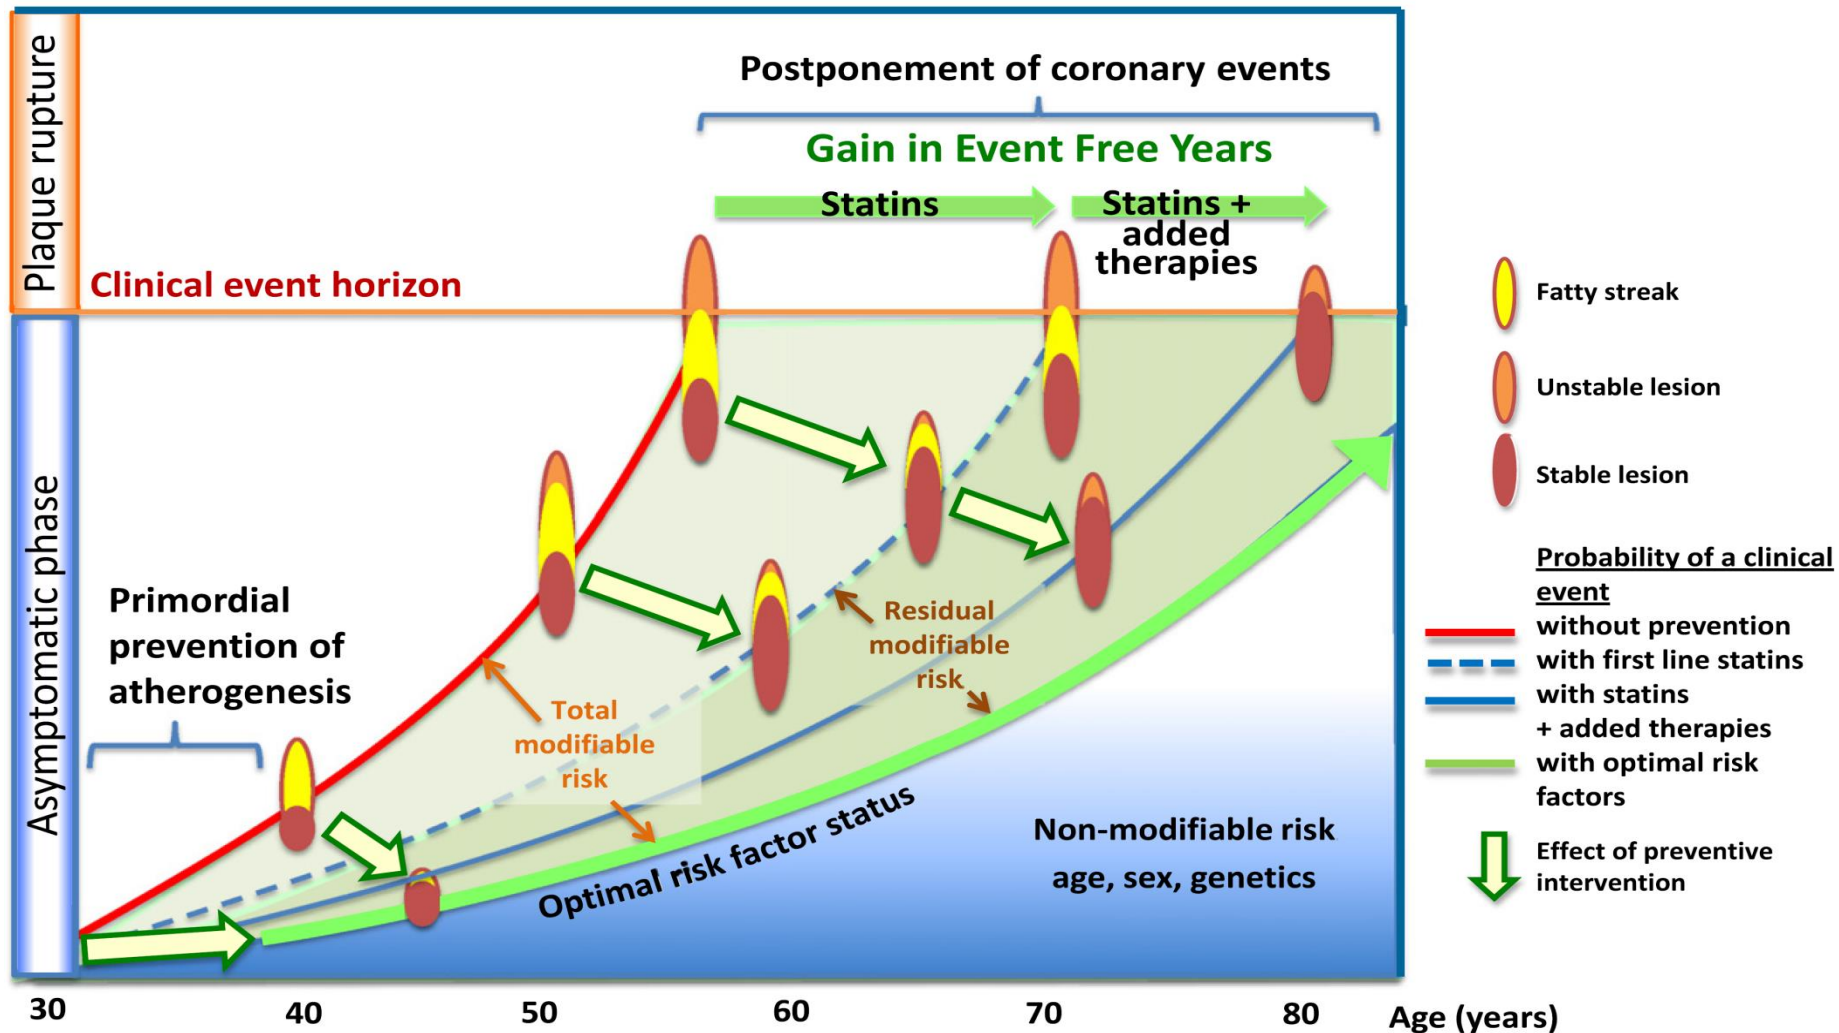 Plaque rupture
Asymptomatic phase
Postponement of coronary events
Gain in Event Free Years
Statins
Statins +
added
therapies
Clinical event horizon
Primordial
prevention of
atherogenesis
Total
modifiable
risk
Residual
modifiable
risk
Optimal risk factor status
Non-modifiable risk
age, sex, genetics
30
40
50
60
70
80
Age (years)
Fatty streak
Unstable lesion
Stable lesion
Probability of a clinical
event
without prevention
with first line statins
with statins
+ added therapies
with optimal risk
factors
Effect of preventive
intervention